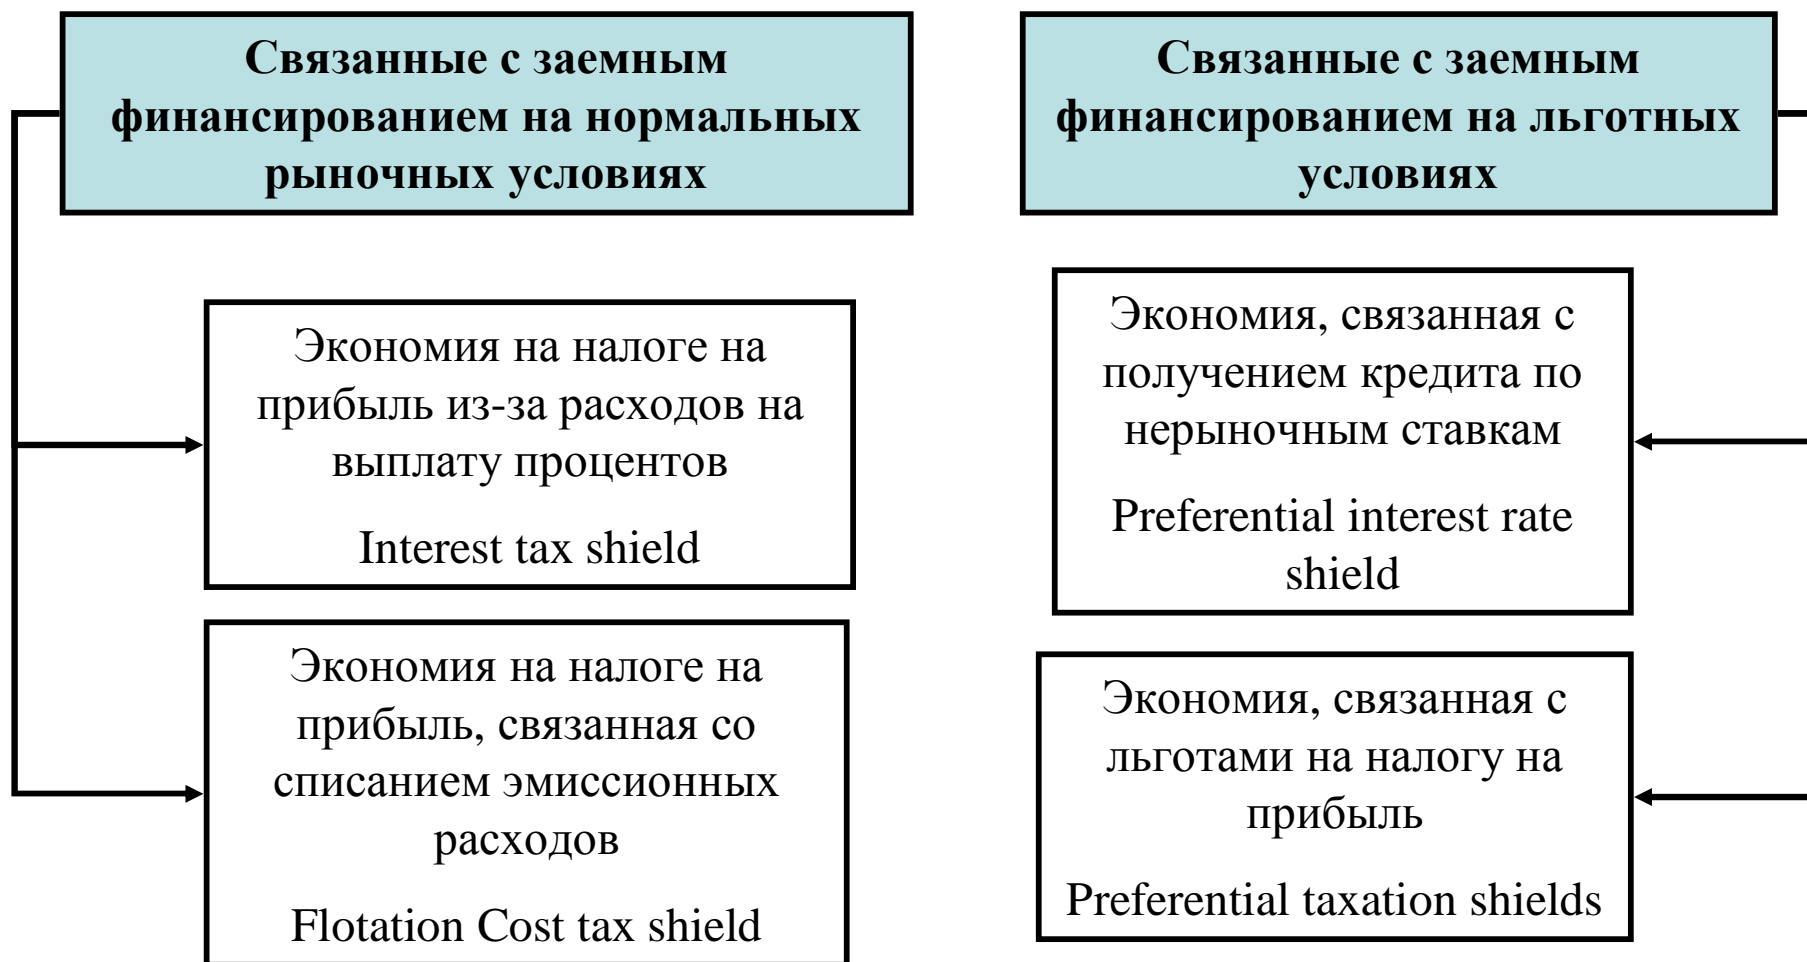 Связанные с заемным
финансированием на нормальных
рыночных условиях
Экономия на налоге на
прибыль из-за расходов на
выплату процентов
Interest tax shield
Экономия на налоге на
прибыль, связанная со
списанием эмиссионных
расходов
Flotation Cost tax shield
Связанные с заемным
финансированием на льготных
условиях
Экономия, связанная с
получением кредита по
нерыночным ставкам
Preferential interest rate
shield
Экономия, связанная с
льготами на налогу на
прибыль
Preferential taxation shields